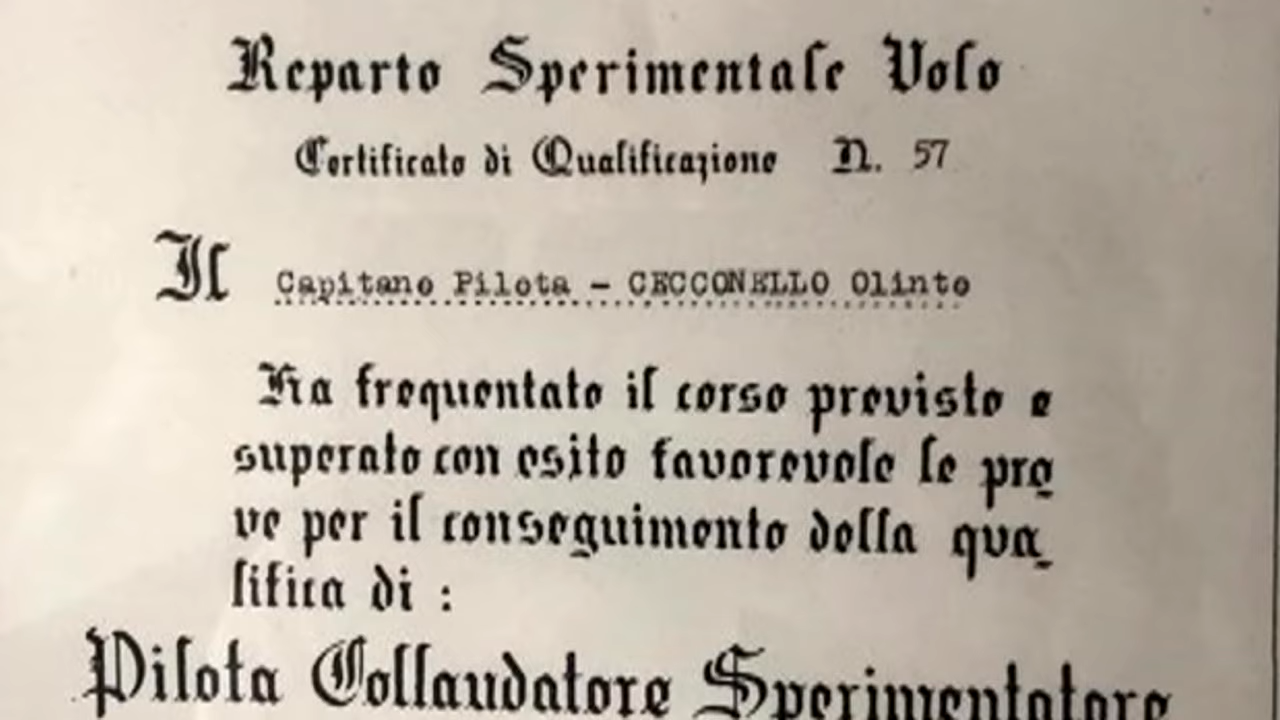 Reparto Sperimentale Volo
Certificato di Qualificazione N. 57
Il Capitano Pilota - CECCONELLO Olinto
Ha frequentato il corso previsto e
superato con esito favorevole le pro
ve per il conseguimento della qua
lifica di :
Pilota Collaudatore Sperimentatore